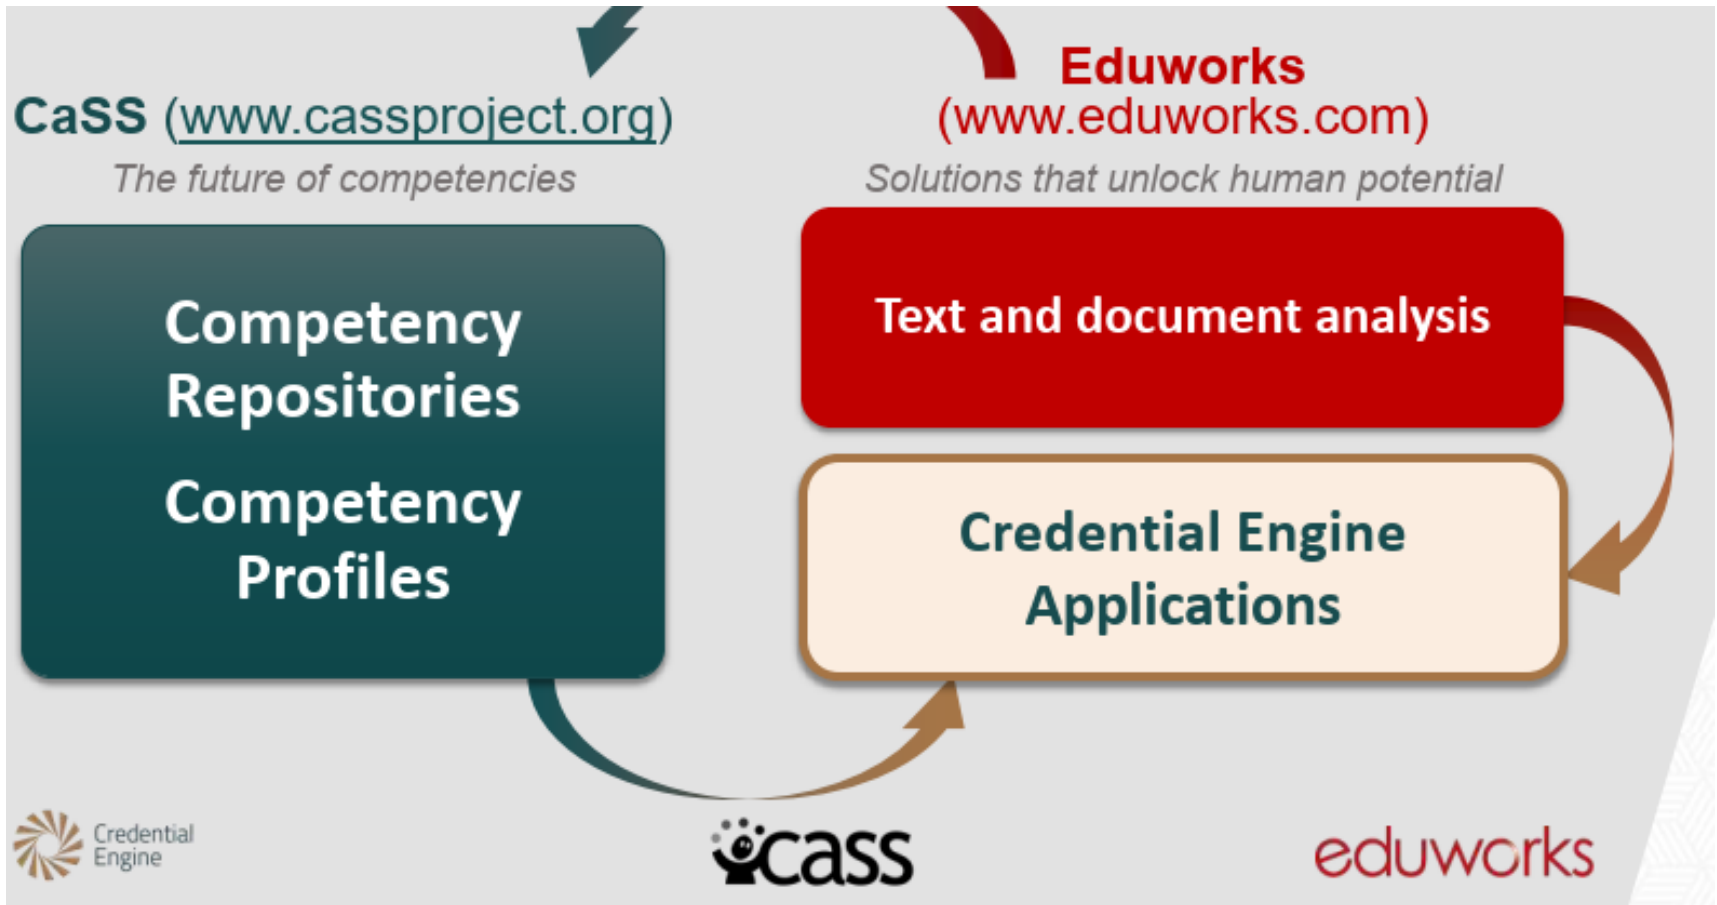 CaSS (www.cassproject.org)
The future of competencies
Competency
Repositories
Competency
Profiles
Eduworks
(www.eduworks.com)
Solutions that unlock human potential
Text and document analysis
Credential Engine
Applications
Credential
Engine
cass
eduworks